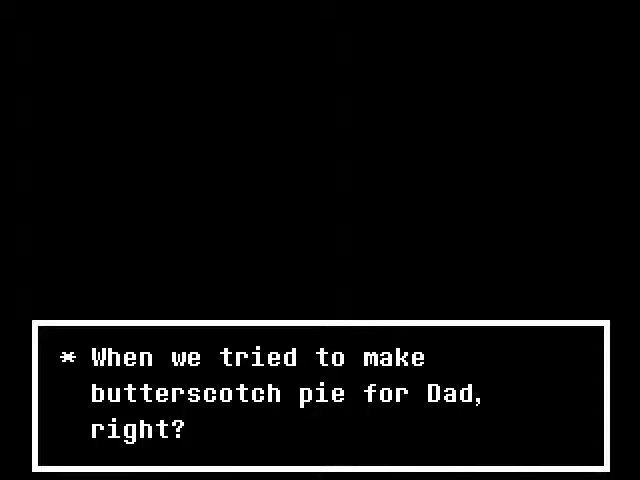 * When we tried to make
butterscotch pie for Dad,
right?